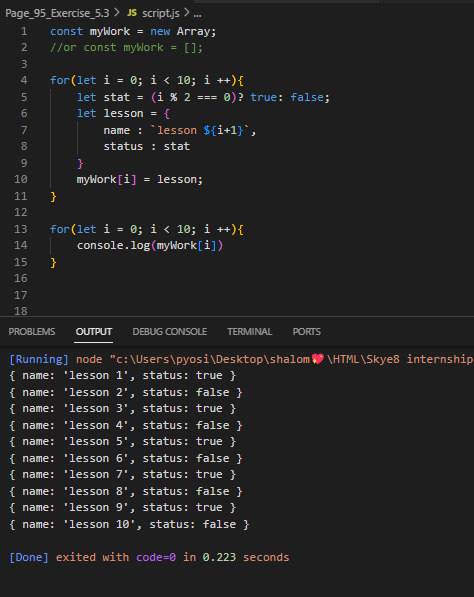 Page_95_Exercise_5.3 > JS script.js > ...
1 const myWork = new Array;
2 //or const myWork = [];
3
4 for(let i = 0; i < 10; i ++){
5 let stat = (i % 2 === 0)? true: false;
6 let lesson = {
7 name : `lesson ${i+1}`,
8 status : stat
9 }
10 myWork[i] = lesson;
11 }
12
13 for(let i = 0; i < 10; i ++){
14 console.log(myWork[i])
15 }
16
17
18
PROBLEMS OUTPUT DEBUG CONSOLE TERMINAL PORTS
[Running] node "c:\Users\pyosi\Desktop\shalom💖\HTML\Skye8 internship
{ name: 'lesson 1', status: true }
{ name: 'lesson 2', status: false }
{ name: 'lesson 3', status: true }
{ name: 'lesson 4', status: false }
{ name: 'lesson 5', status: true }
{ name: 'lesson 6', status: false }
{ name: 'lesson 7', status: true }
{ name: 'lesson 8', status: false }
{ name: 'lesson 9', status: true }
{ name: 'lesson 10', status: false }
[Done] exited with code=0 in 0.223 seconds